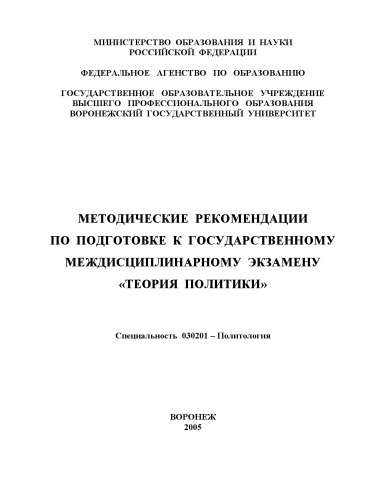 МИНИСТЕРСТВО ОБРАЗОВАНИЯ И НАУКИ
РОССИЙСКОЙ ФЕДЕРАЦИИ
ФЕДЕРАЛЬНОЕ АГЕНСТВО ПО ОБРАЗОВАНИЮ
ГОСУДАРСТВЕННОЕ ОБРАЗОВАТЕЛЬНОЕ УЧРЕЖДЕНИЕ
ВЫСШЕГО ПРОФЕССИОНАЛЬНОГО ОБРАЗОВАНИЯ
ВОРОНЕЖСКИЙ ГОСУДАРСТВЕННЫЙ УНИВЕРСИТЕТ
МЕТОДИЧЕСКИЕ РЕКОМЕНДАЦИИ
ПО ПОДГОТОВКЕ К ГОСУДАРСТВЕННОМУ
МЕЖДИСЦИПЛИНАРНОМУ ЭКЗАМЕНУ
«ТЕОРИЯ ПОЛИТИКИ»
Специальность 030201 – Политология
ВОРОНЕЖ
2005